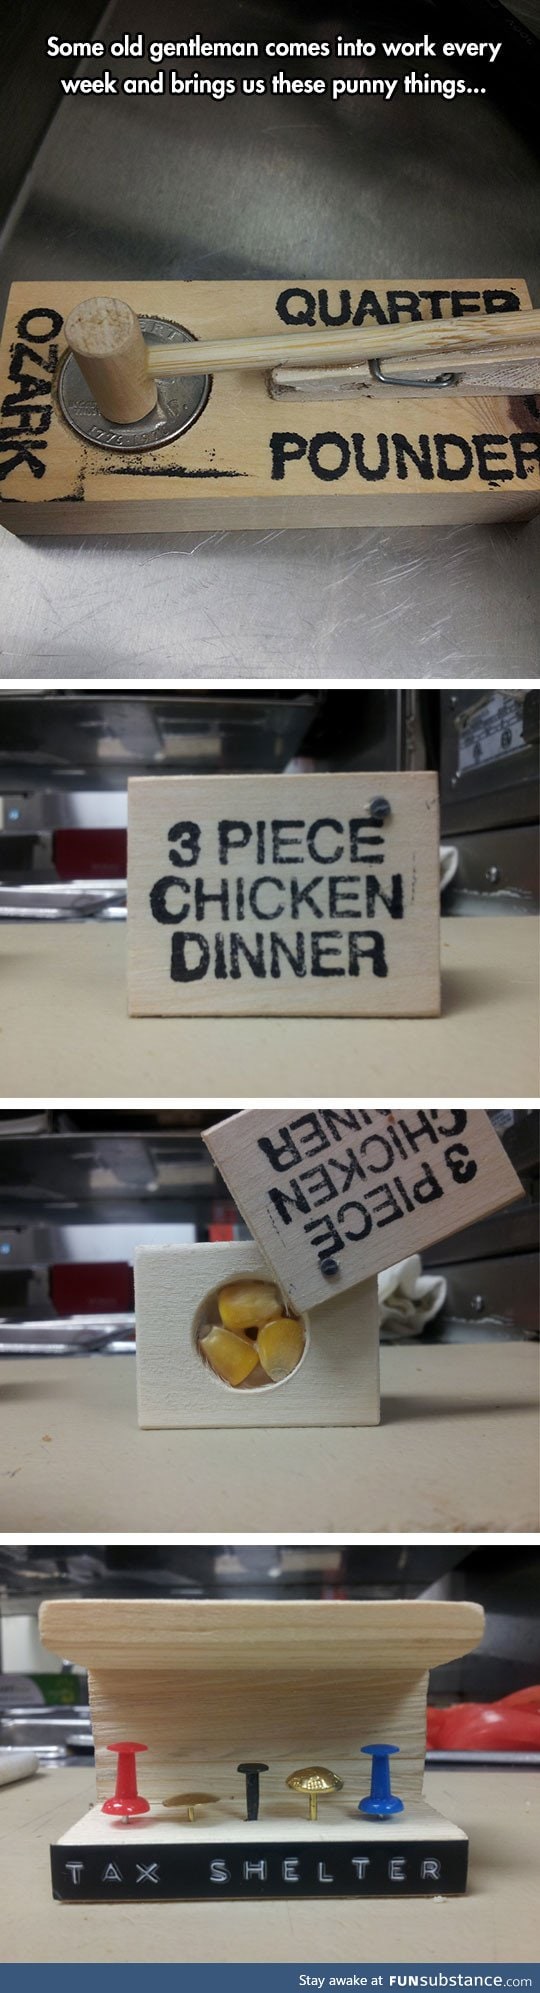 Some old gentleman comes into work every
week and brings us these punny things...
OZARK
QUARTER
POUNDER
3 PIECE
CHICKEN
DINNER
3 PIECE
CHICKEN
INNER
TAX SHELTER
Stay awake at FUNsubstance.com